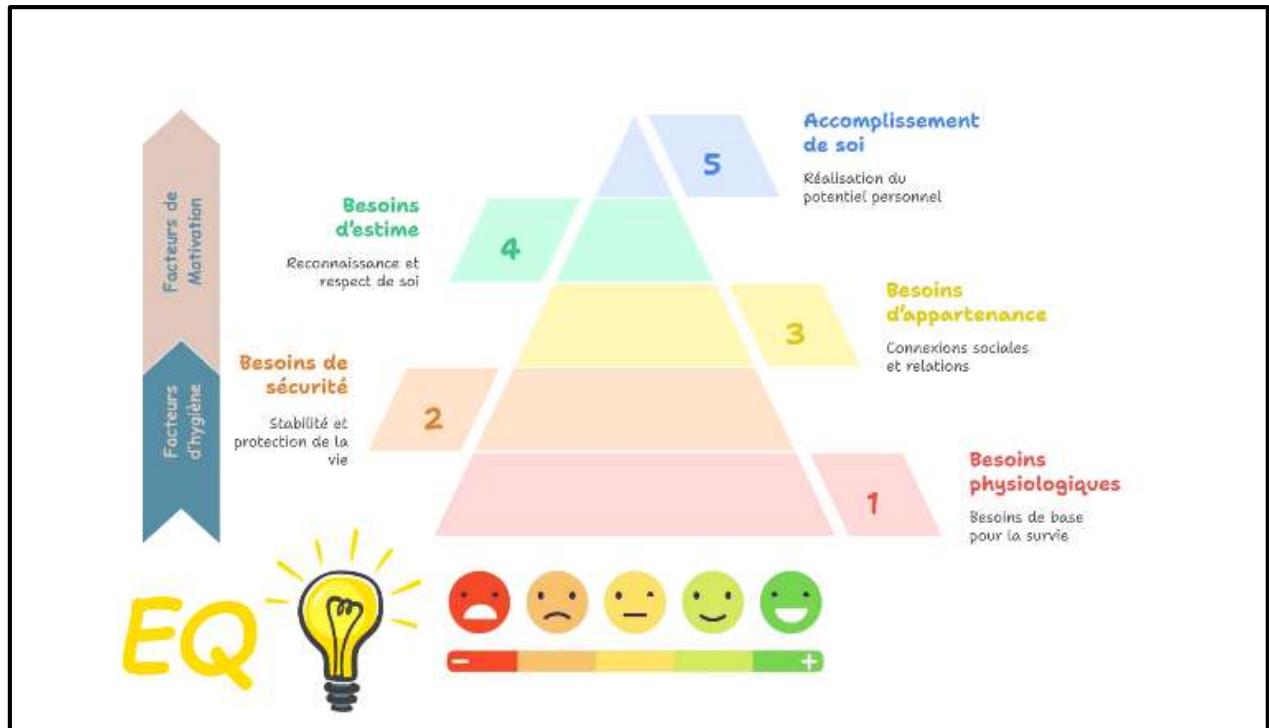 Accomplissement
de soi
Réalisation du
potentiel personnel
5
Besoins
d'estime
Reconnaissance et
respect de soi
4
Besoins
d'appartenance
Connexions sociales
et relations
3
Besoins de
sécurité
Stabilité et
protection de la
vie
2
Besoins
physiologiques
Besoins de base
pour la survie
1
Facteurs de
Motivation
Facteurs
d'hygiène
EQ
- +